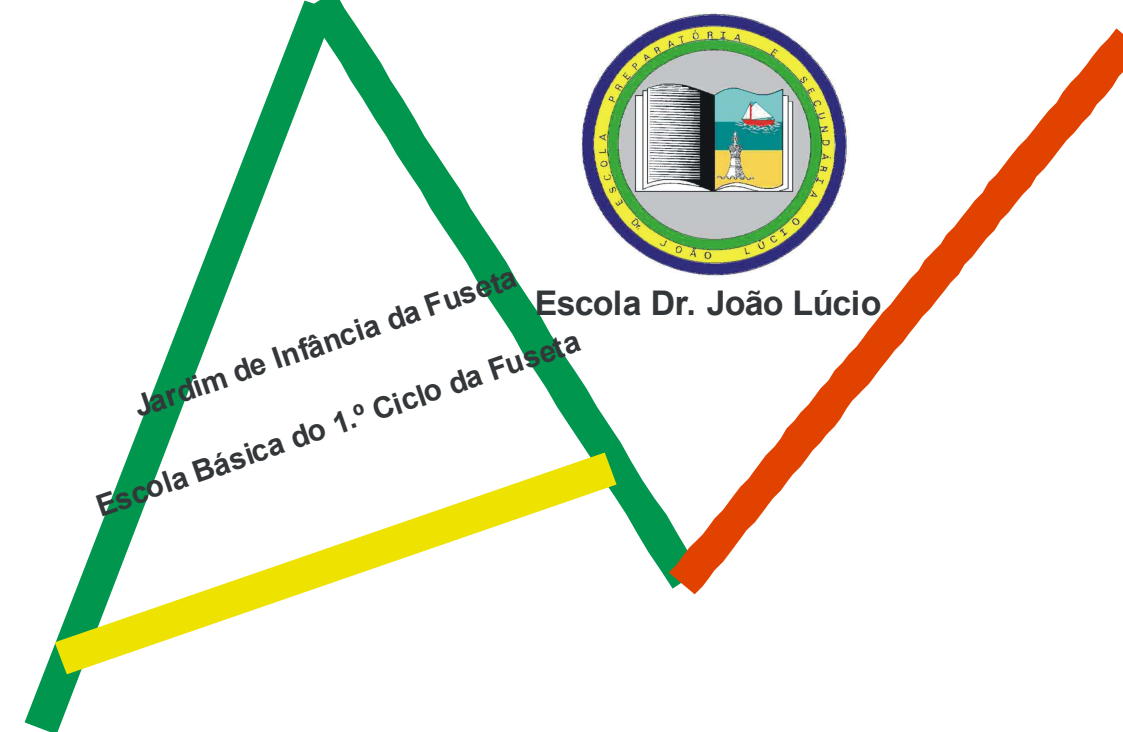 ESCOLA PREPARATÓRIA E SECUNDÁRIA
Dr. JOÃO LÚCIO
Escola Dr. João Lúcio
Jardim de Infância da Fuseta
Escola Básica do 1.º Ciclo da Fuseta